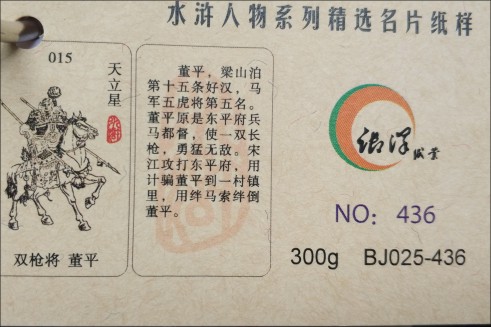 水浒人物系列精选名片纸样
015
天立星
双枪将 董平
董平，梁山泊
第十五条好汉，马
军五虎将第五名。
董平原是东平府兵
马都督，使一双长
枪，勇猛无敌。宋
江攻打东平府，用
计骗董平到一村镇
里，用绊马索绊倒
董平。
NO：436
300g BJ025-436